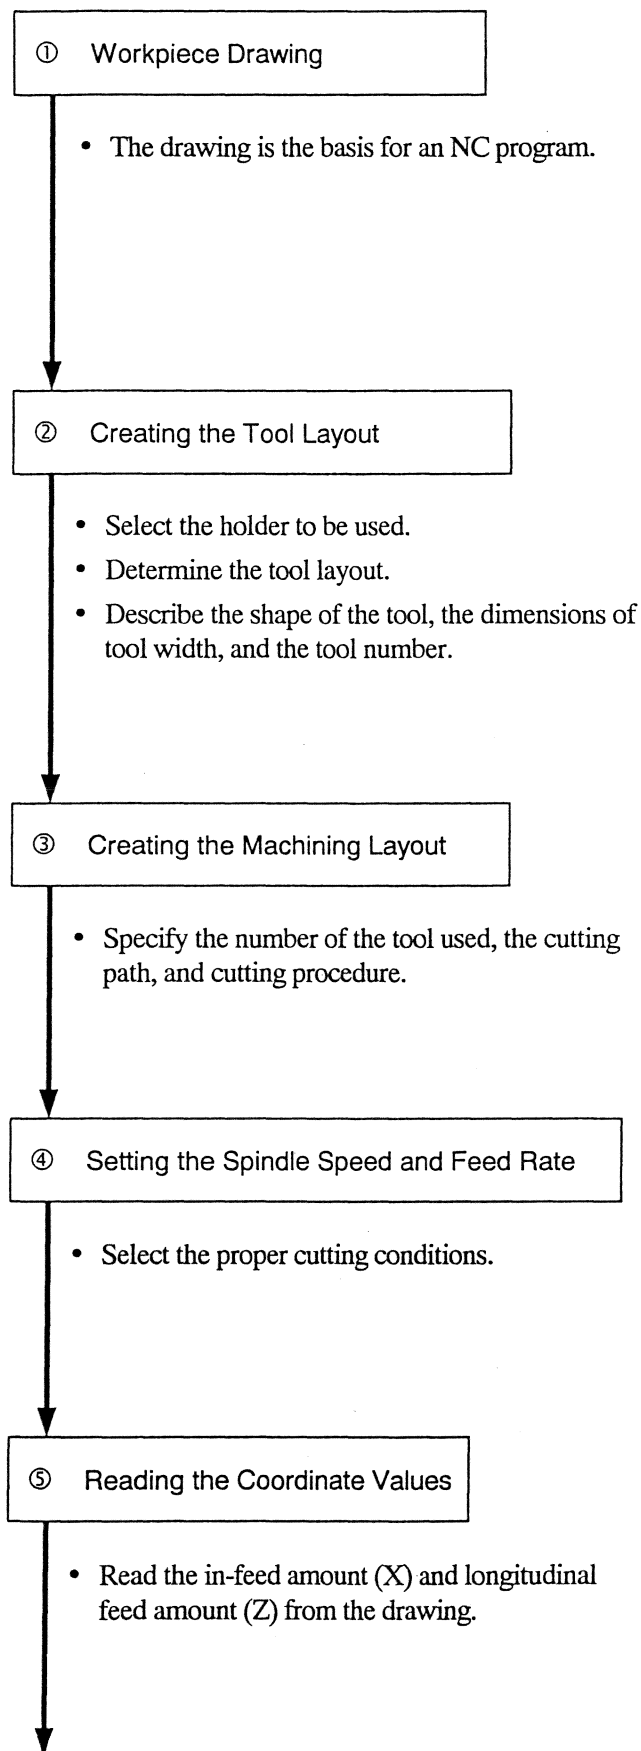 ① Workpiece Drawing
• The drawing is the basis for an NC program.
② Creating the Tool Layout
• Select the holder to be used.
• Determine the tool layout.
• Describe the shape of the tool, the dimensions of
tool width, and the tool number.
③ Creating the Machining Layout
• Specify the number of the tool used, the cutting
path, and cutting procedure.
④ Setting the Spindle Speed and Feed Rate
• Select the proper cutting conditions.
⑤ Reading the Coordinate Values
• Read the in-feed amount (X) and longitudinal
feed amount (Z) from the drawing.